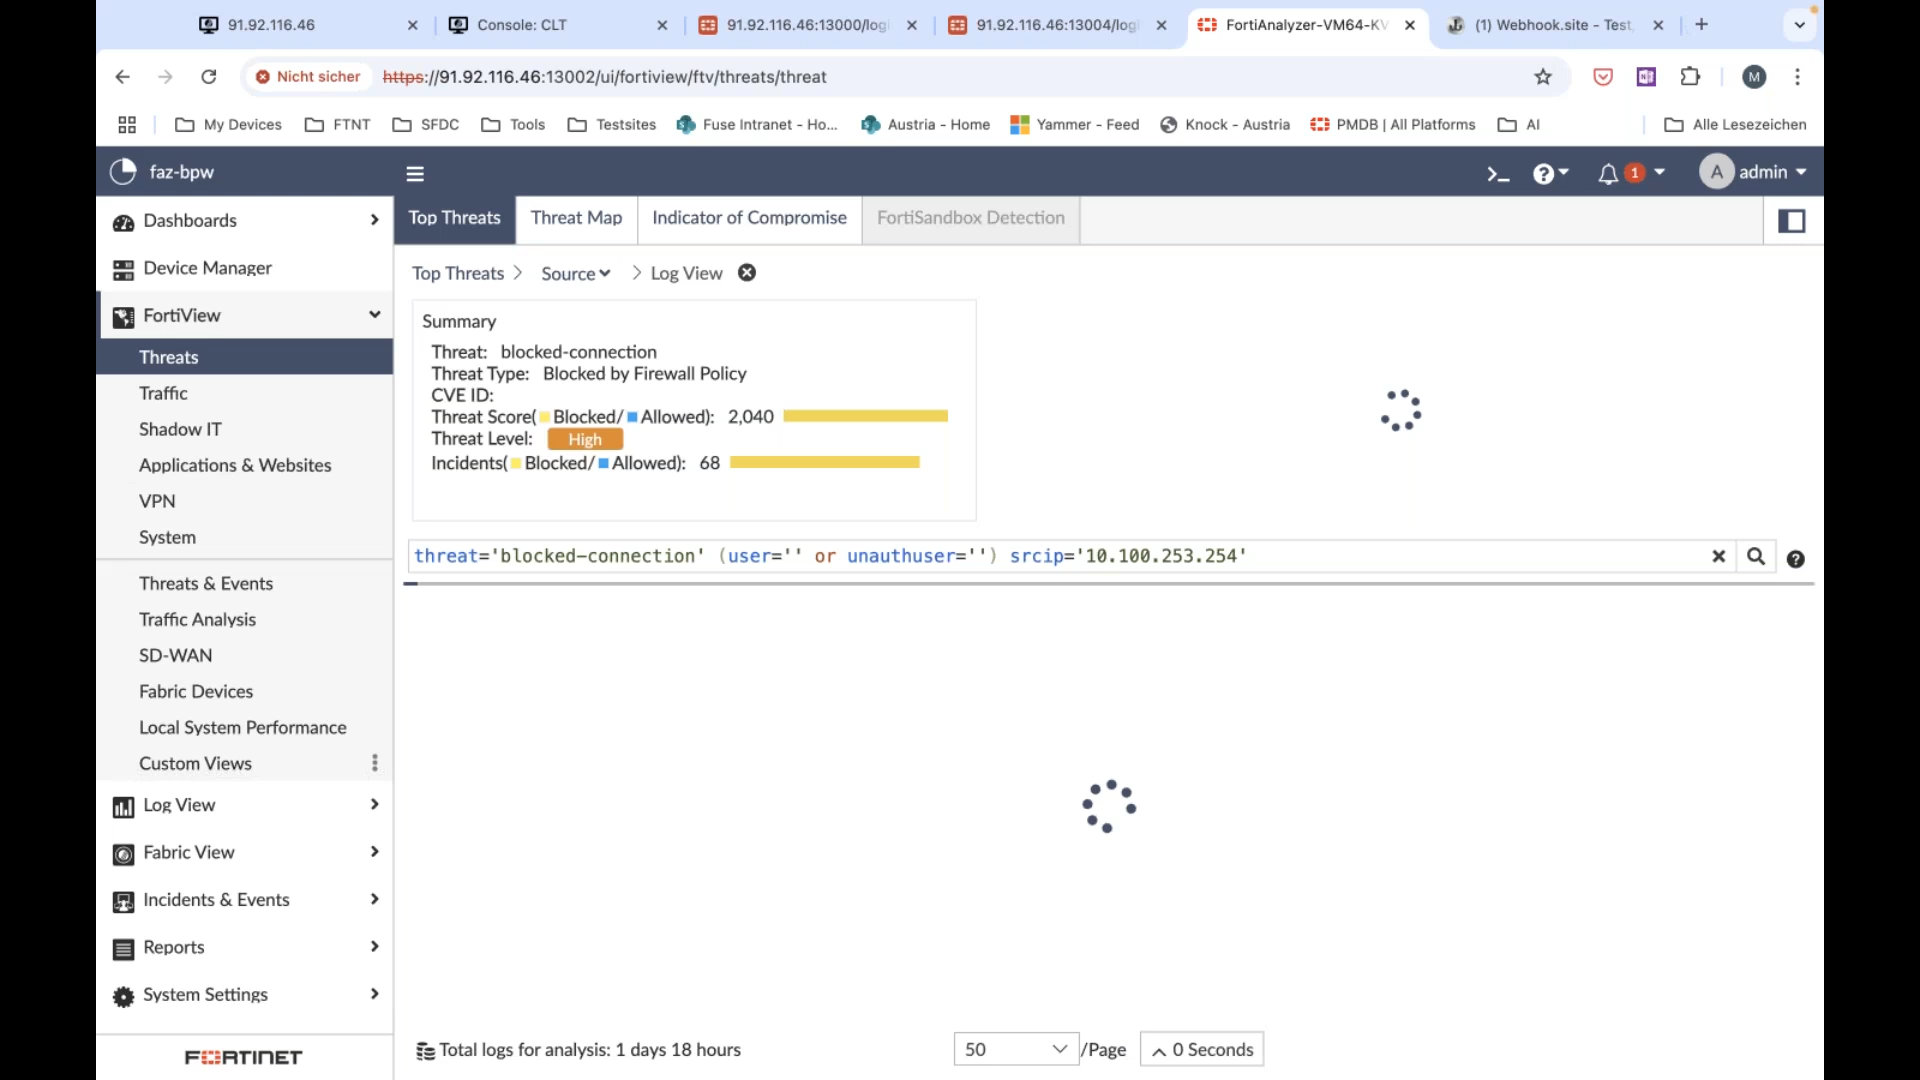 91.92.116.46
Console: CLT
91.92.116.46:13000/logi
91.92.116.46:13004/logi
FortiAnalyzer-VM64-KV
(1) Webhook.site - Test,
Nicht sicher
https://91.92.116.46:13002/ui/fortiview/ftv/threats/threat
M
My Devices
FTNT
SFDC
Tools
Testsites
Fuse Intranet - Ho...
Austria - Home
Yammer - Feed
Knock - Austria
PMDB | All Platforms
AI
Alle Lesezeichen
faz-bpw
1
A
admin
Dashboards
Device Manager
FortiView
Threats
Traffic
Shadow IT
Applications & Websites
VPN
System
Threats & Events
Traffic Analysis
SD-WAN
Fabric Devices
Local System Performance
Custom Views
Log View
Fabric View
Incidents & Events
Reports
System Settings
FORTINET
Top Threats
Threat Map
Indicator of Compromise
FortiSandbox Detection
Top Threats > Source > Log View
Summary
Threat: blocked-connection
Threat Type: Blocked by Firewall Policy
CVE ID:
Threat Score( Blocked/ Allowed): 2,040
Threat Level: High
Incidents( Blocked/ Allowed): 68
threat='blocked-connection' (user='' or unauthuser='') srcip='10.100.253.254'
Total logs for analysis: 1 days 18 hours
50 /Page
0 Seconds